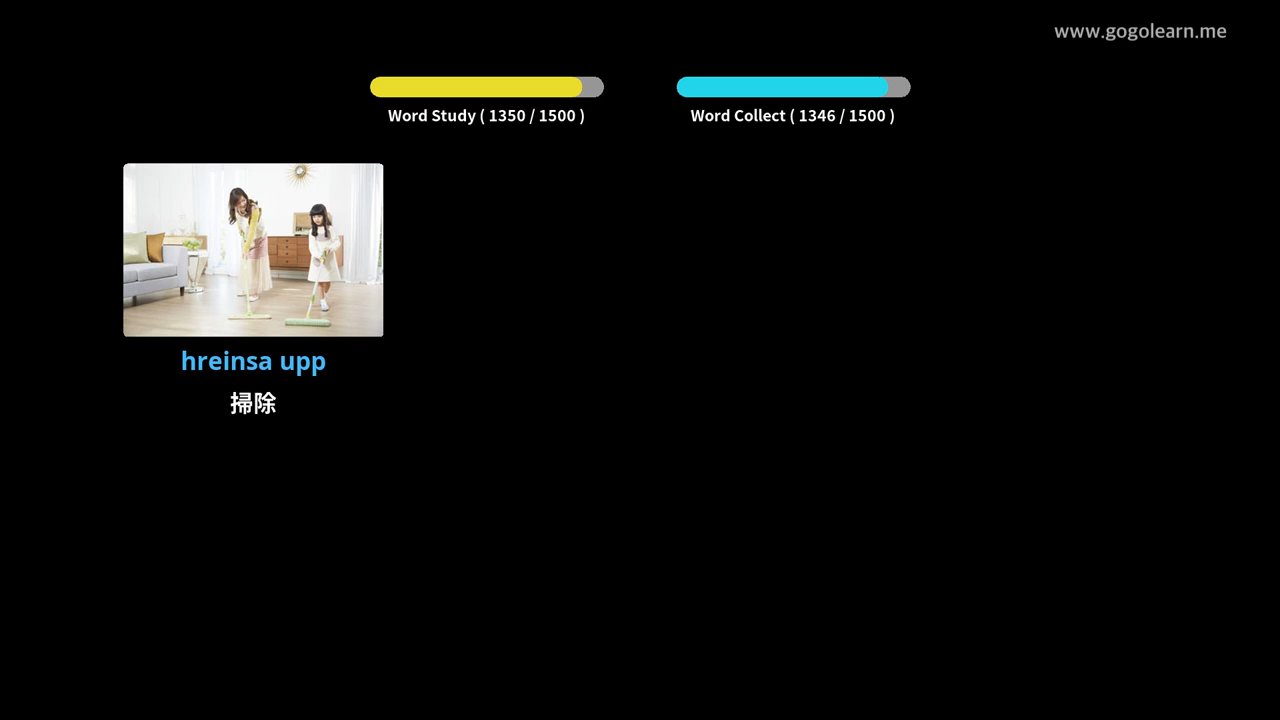 www.gogolearn.me
Word Study ( 1350 / 1500 )
Word Collect ( 1346 / 1500 )
hreinsa upp
掃除